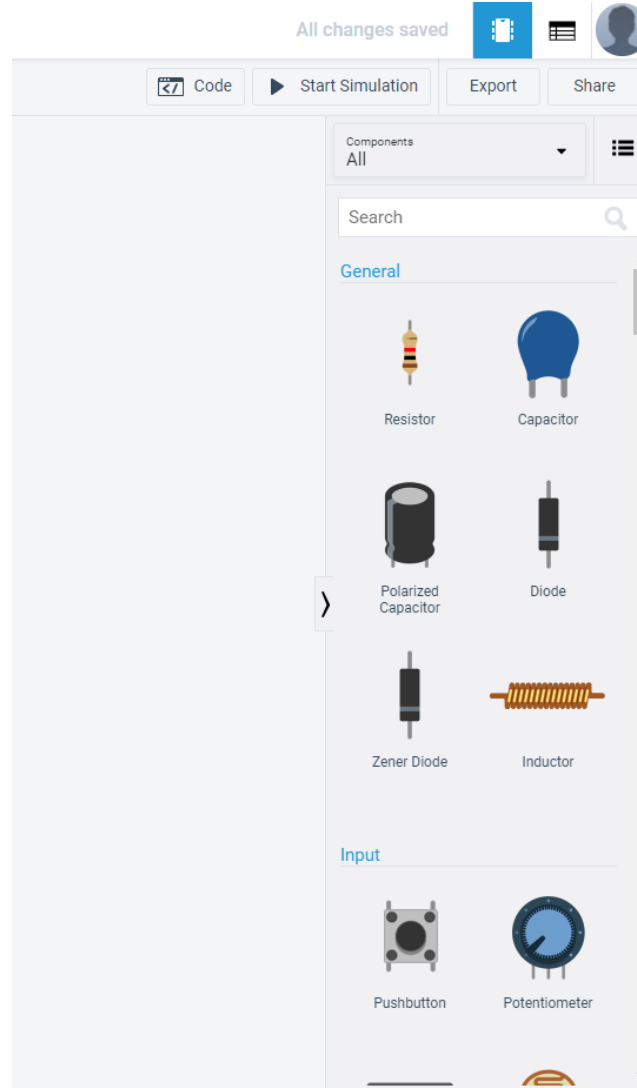 All changes saved
Code
Start Simulation
Export
Share
Components
All
Search
General
Resistor
Capacitor
Polarized
Capacitor
Diode
Zener Diode
Inductor
Input
Pushbutton
Potentiometer